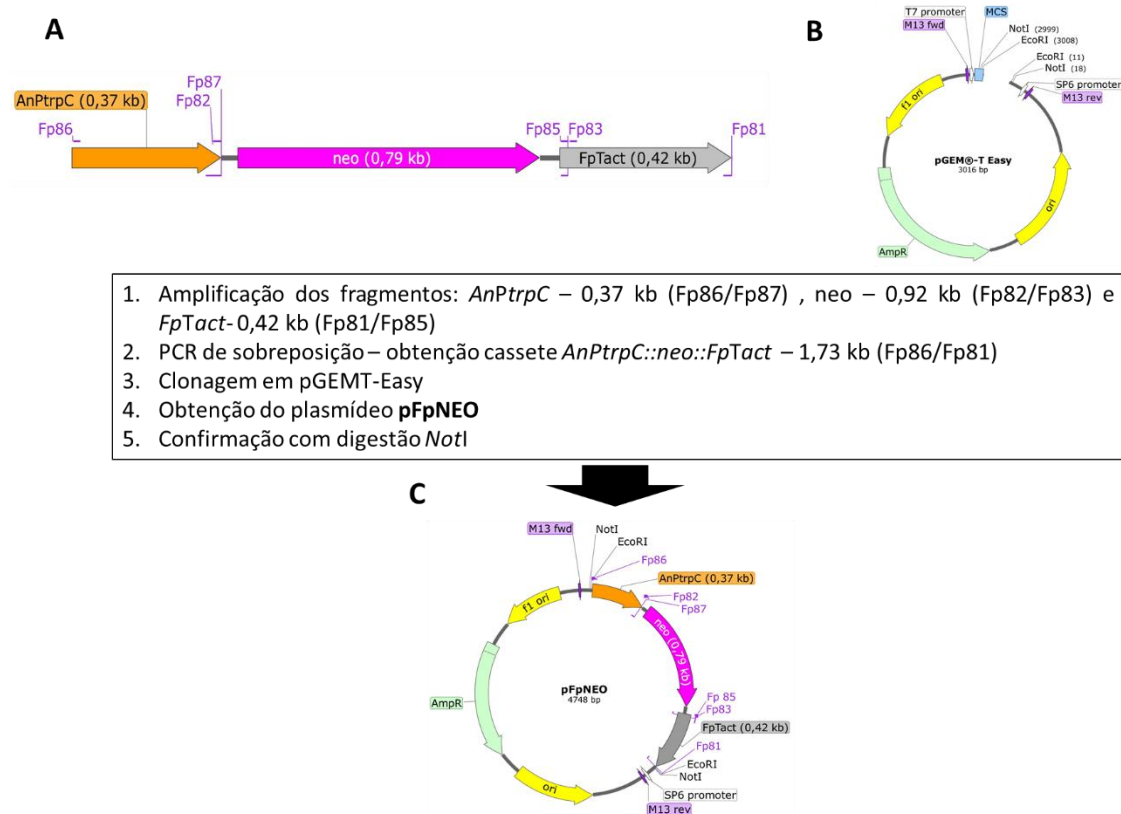 A
Fp87
Fp82
AnPtrpC (0,37 kb)
Fp86
Fp85
Fp83
Fp81
neo (0,79 kb)
FpTact (0,42 kb)
B
T7 promoter
MCS
M13 fwd
NotI (2999)
EcoRI (3008)
EcoRI (11)
NotI (18)
SP6 promoter
M13 rev
f1 ori
pGEM®-T Easy
3016 bp
ori
AmpR
1. Amplificação dos fragmentos: AnPtrpC – 0,37 kb (Fp86/Fp87) , neo – 0,92 kb (Fp82/Fp83) e
FpTact- 0,42 kb (Fp81/Fp85)
2. PCR de sobreposição – obtenção cassete AnPtrpC::neo::FpTact – 1,73 kb (Fp86/Fp81)
3. Clonagem em pGEMT-Easy
4. Obtenção do plasmídeo pFpNEO
5. Confirmação com digestão NotI
C
M13 fwd
NotI
EcoRI
Fp86
AnPtrpC (0,37 kb)
Fp82
Fp87
f1 ori
neo (0,79 kb)
AmpR
pFpNEO
4748 bp
Fp 85
Fp83
FpTact (0,42 kb)
Fp81
EcoRI
NotI
ori
SP6 promoter
M13 rev